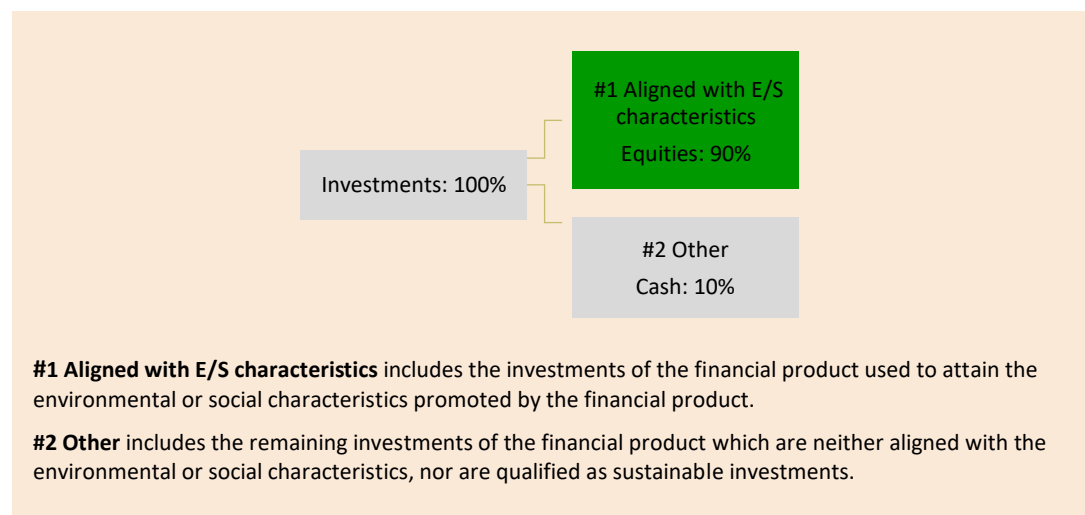 #1 Aligned with E/S
characteristics
Equities: 90%
Investments: 100%
#2 Other
Cash: 10%
#1 Aligned with E/S characteristics includes the investments of the financial product used to attain the
environmental or social characteristics promoted by the financial product.
#2 Other includes the remaining investments of the financial product which are neither aligned with the
environmental or social characteristics, nor are qualified as sustainable investments.